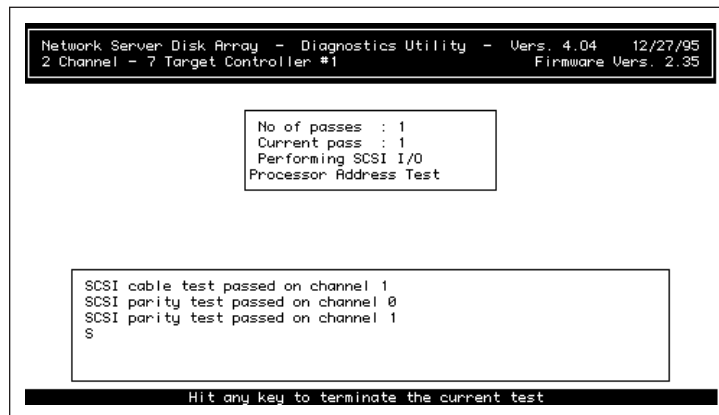 Network Server Disk Array - Diagnostics Utility - Vers. 4.04 12/27/95
2 Channel - 7 Target Controller #1 Firmware Vers. 2.35
No of passes : 1
Current pass : 1
Performing SCSI I/O
Processor Address Test
SCSI cable test passed on channel 1
SCSI parity test passed on channel 0
SCSI parity test passed on channel 1
S
Hit any key to terminate the current test